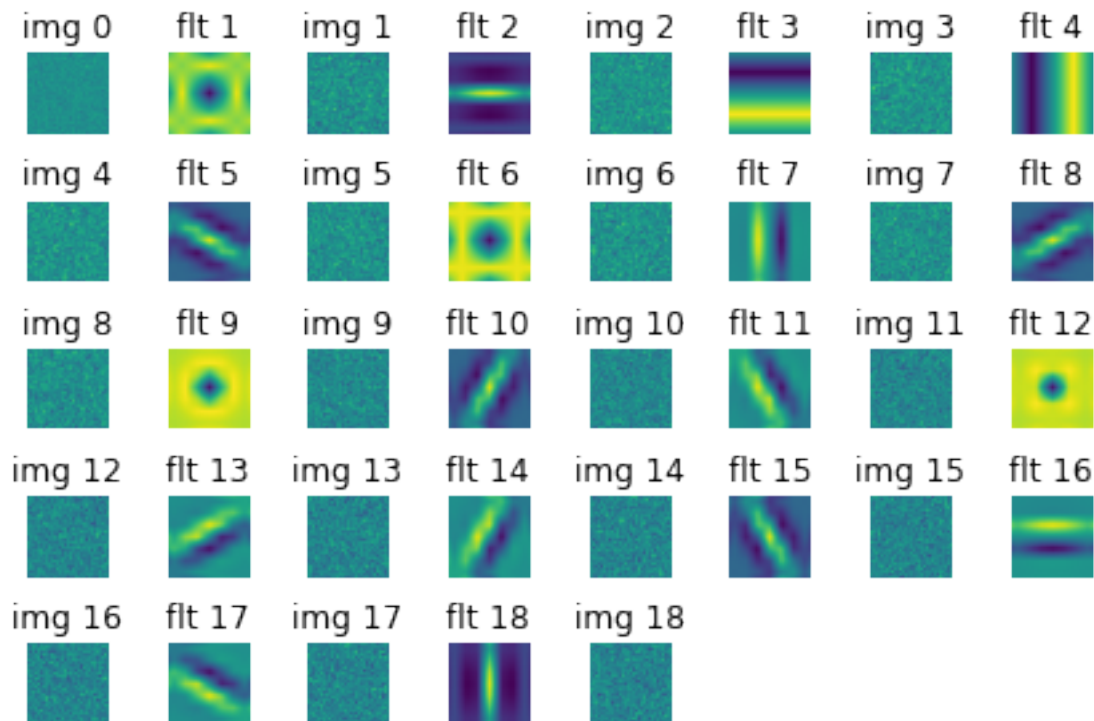 img 0 flt 1 img 1 flt 2 img 2 flt 3 img 3 flt 4
img 4 flt 5 img 5 flt 6 img 6 flt 7 img 7 flt 8
img 8 flt 9 img 9 flt 10 img 10 flt 11 img 11 flt 12
img 12 flt 13 img 13 flt 14 img 14 flt 15 img 15 flt 16
img 16 flt 17 img 17 flt 18 img 18